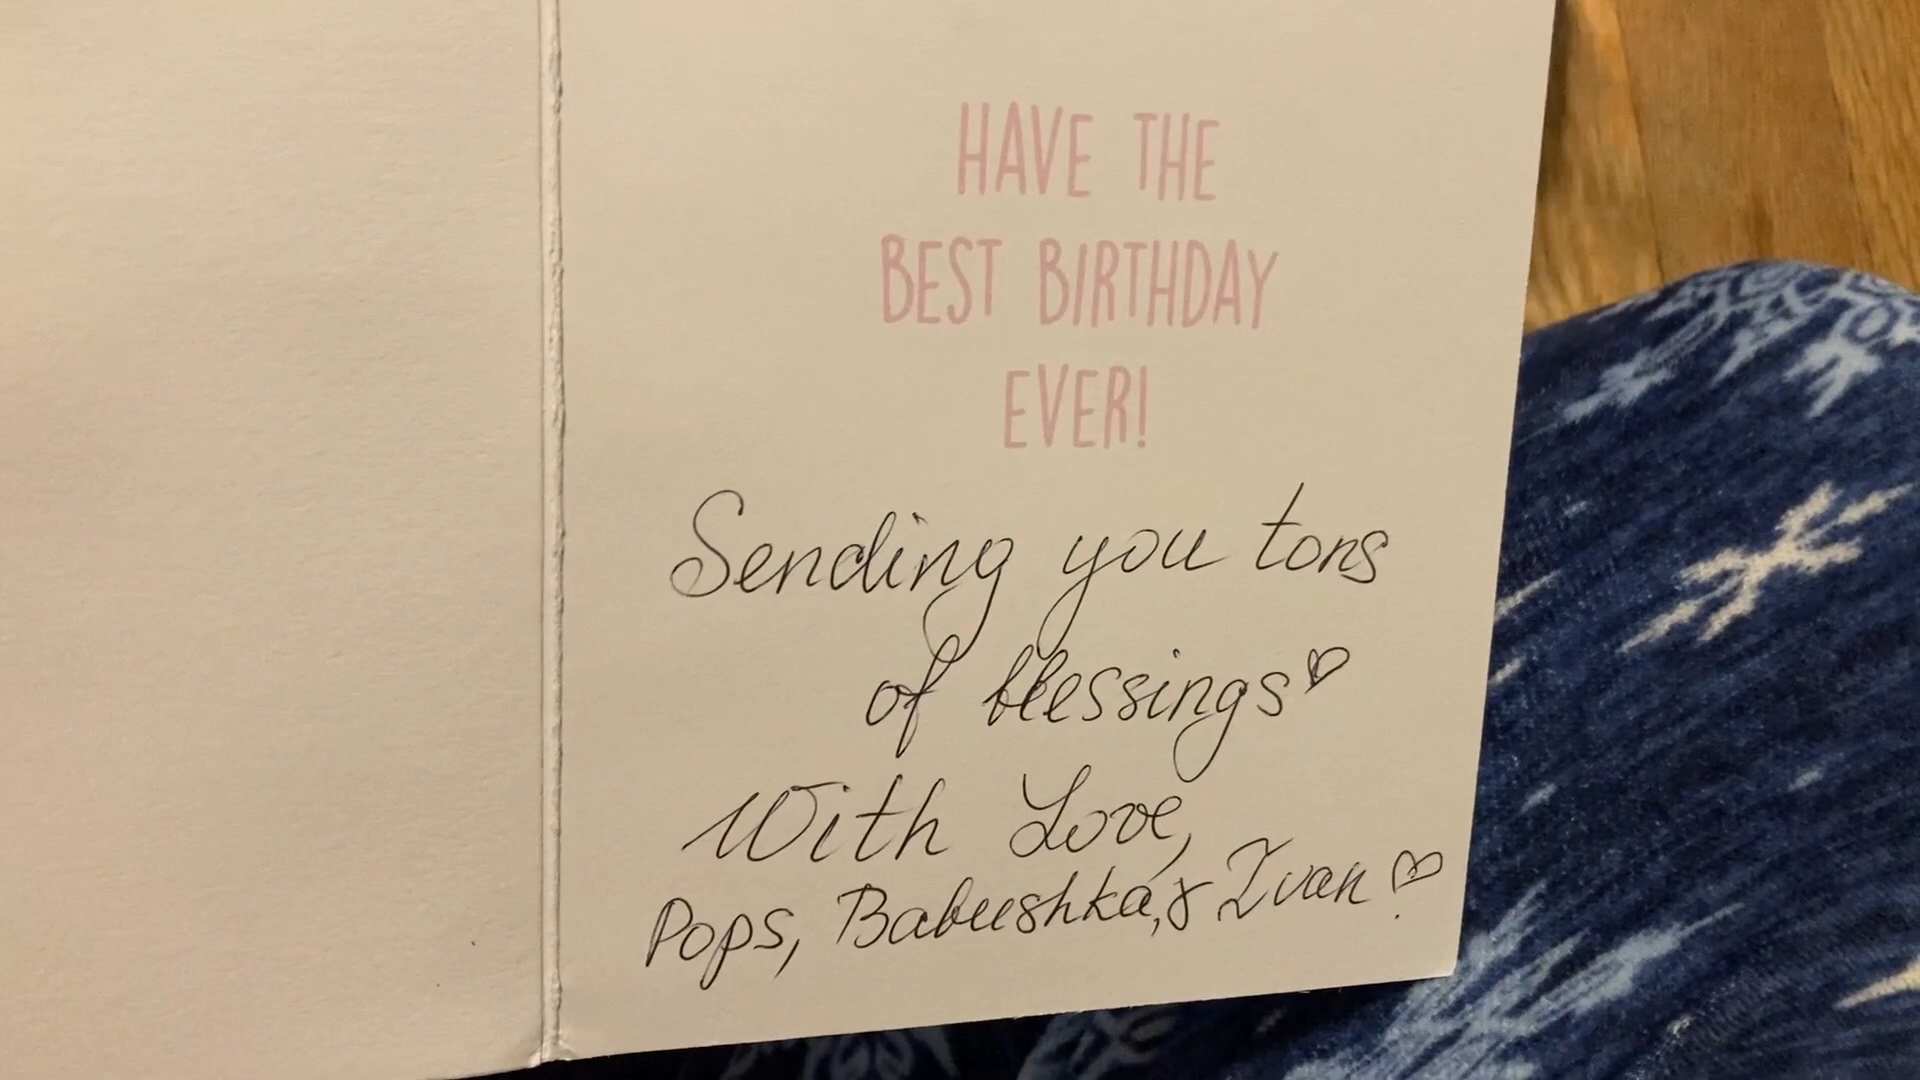 HAVE THE
BEST BIRTHDAY
EVER!
Sending you tons
of blessings♡
With Love,
Pops, Babushka, & Ivan ♡